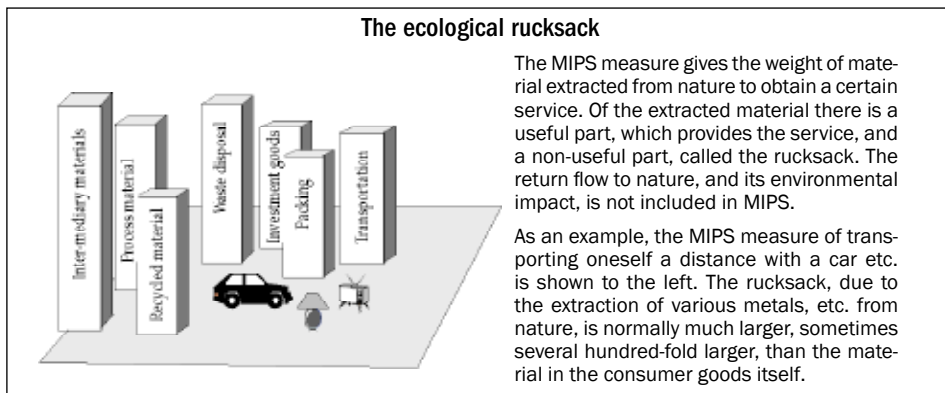 The ecological rucksack
Inter-mediary materials
Process material
Recycled material
Waste disposal
Investment goods
Packing
Transportation
The MIPS measure gives the weight of mate-
rial extracted from nature to obtain a certain
service. Of the extracted material there is a
useful part, which provides the service, and
a non-useful part, called the rucksack. The
return flow to nature, and its environmental
impact, is not included in MIPS.
As an example, the MIPS measure of trans-
porting oneself a distance with a car etc.
is shown to the left. The rucksack, due to
the extraction of various metals, etc. from
nature, is normally much larger, sometimes
several hundred-fold larger, than the mate-
rial in the consumer goods itself.